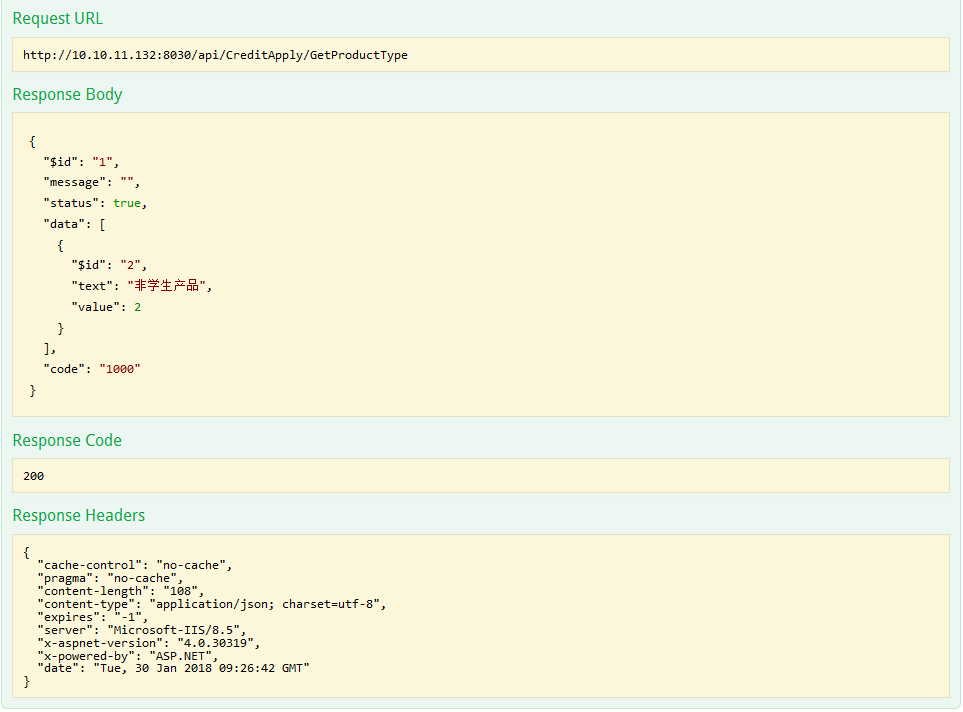 Request URL
http://10.10.11.132:8030/api/CreditApply/GetProductType
Response Body
{
"$id": "1",
"message": "",
"status": true,
"data": [
{
"$id": "2",
"text": "非学生产品",
"value": 2
}
],
"code": "1000"
}
Response Code
200
Response Headers
{
"cache-control": "no-cache",
"pragma": "no-cache",
"content-length": "108",
"content-type": "application/json; charset=utf-8",
"expires": "-1",
"server": "Microsoft-IIS/8.5",
"x-aspnet-version": "4.0.30319",
"x-powered-by": "ASP.NET",
"date": "Tue, 30 Jan 2018 09:26:42 GMT"
}